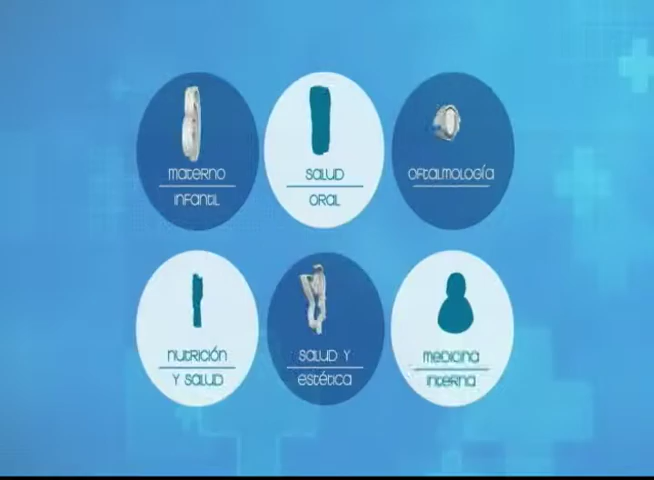 materno
infantil
salud
oral
oftalmología
nutrición
y salud
salud y
estética
medicina
interna